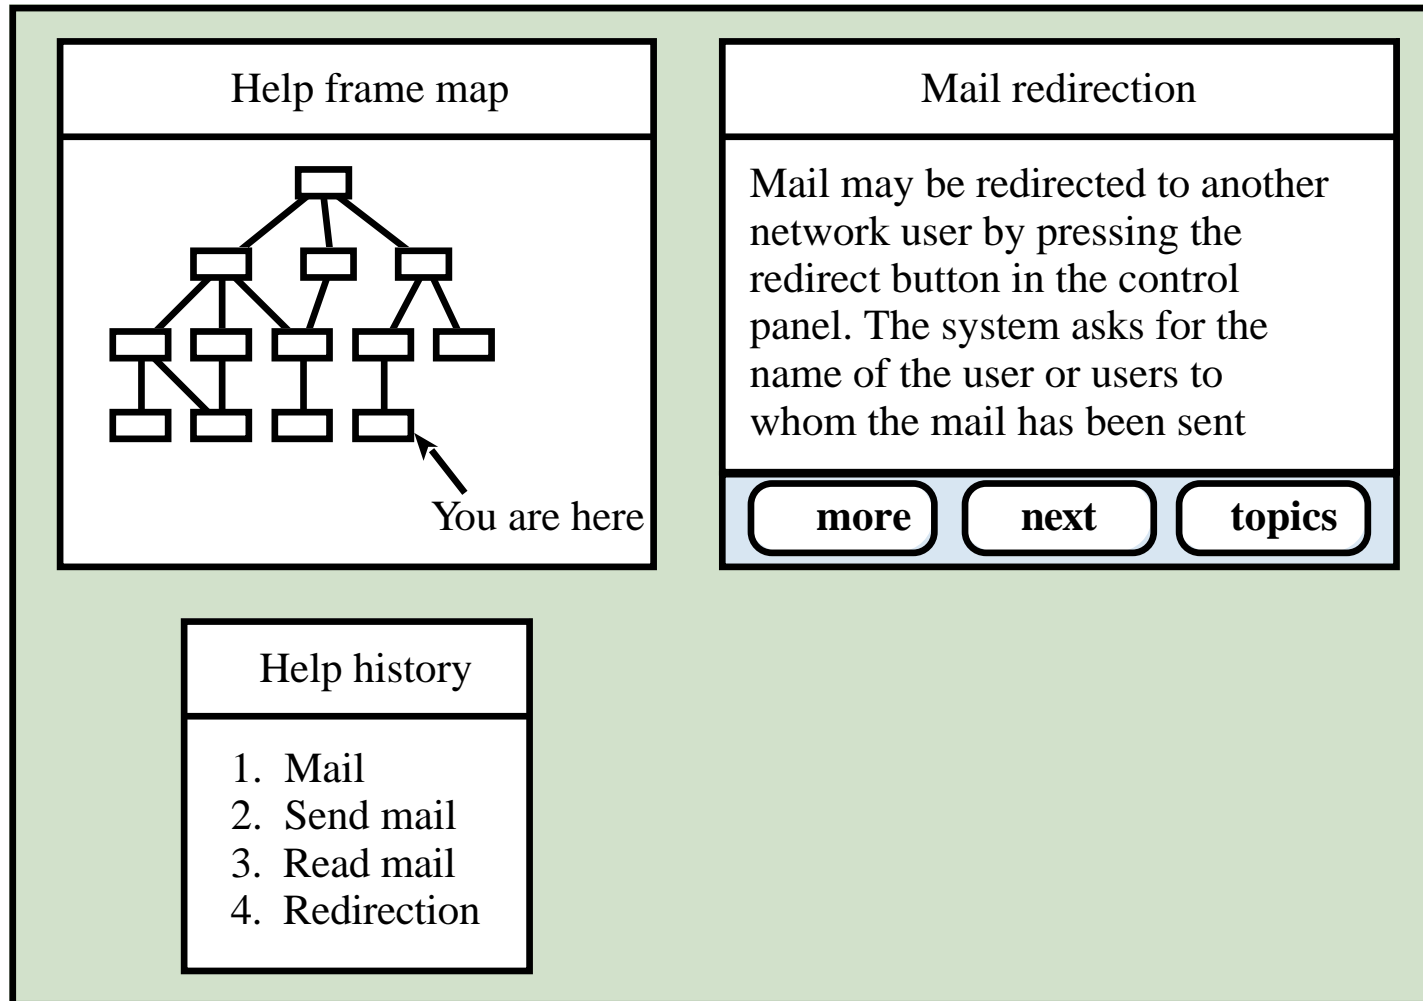 Help frame map
You are here
Mail redirection
Mail may be redirected to another
network user by pressing the
redirect button in the control
panel. The system asks for the
name of the user or users to
whom the mail has been sent
more next topics
Help history
1. Mail
2. Send mail
3. Read mail
4. Redirection